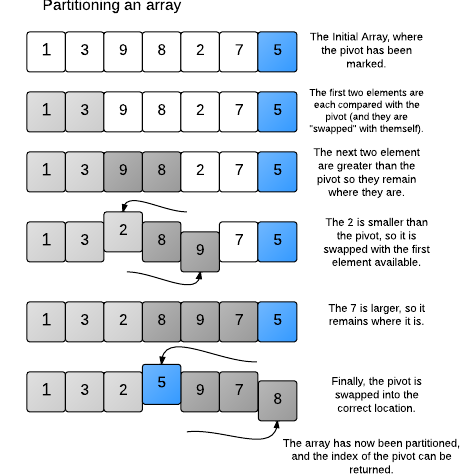 Partitioning an array
1 3 9 8 2 7 5
The Initial Array, where
the pivot has been
marked.
1 3 9 8 2 7 5
The first two elements are
each compared with the
pivot (and they are
"swapped" with themself).
1 3 9 8 2 7 5
The next two element
are greater than the
pivot so they remain
where they are.
1 3 2 8 9 7 5
The 2 is smaller than
the pivot, so it is
swapped with the first
element available.
1 3 2 8 9 7 5
The 7 is larger, so it
remains where it is.
1 3 2 5 9 7 8
Finally, the pivot is
swapped into the
correct location.
The array has now been partitioned,
and the index of the pivot can be
returned.